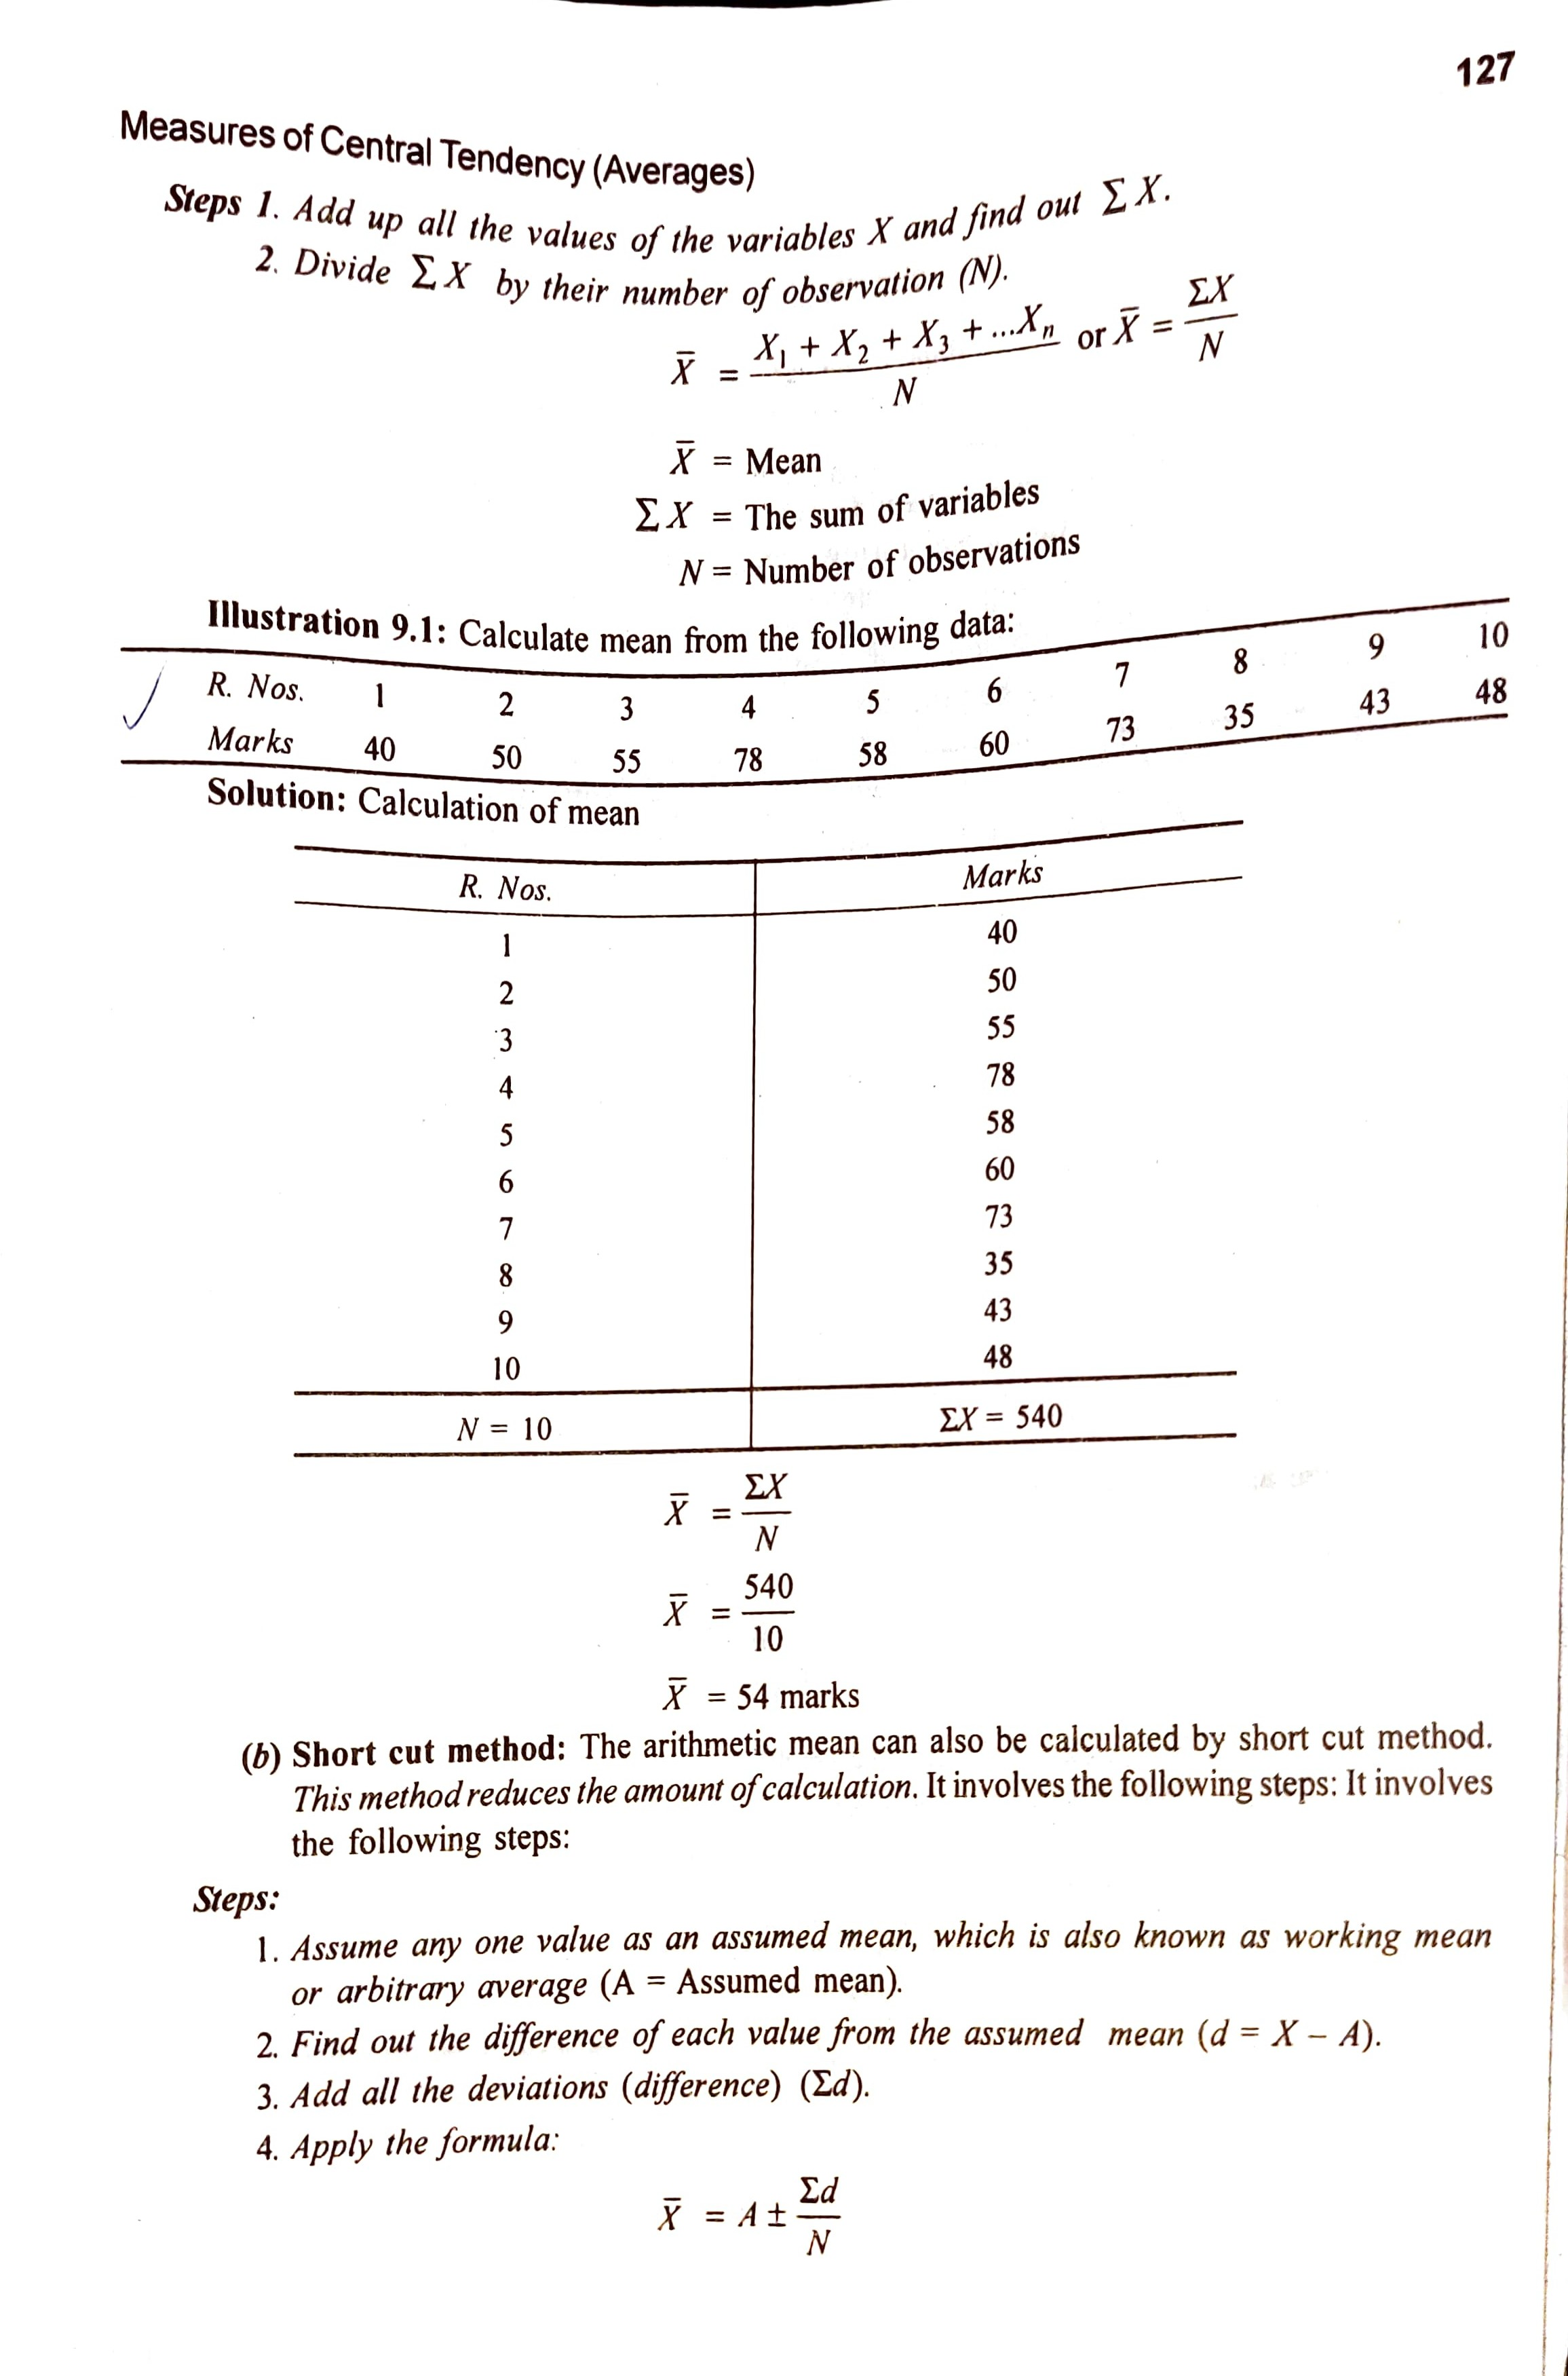 127
Measures of Central Tendency (Averages)
Steps 1. Add up all the values of the variables X and find out Σ X.
2. Divide Σ X by their number of observation (N).
X̄ = (X₁ + X₂ + X₃ + ...Xₙ)/N or X̄ = ΣX/N
X̄ = Mean
Σ X = The sum of variables
N = Number of observations
Illustration 9.1: Calculate mean from the following data:
R. Nos. 1 2 3 4 5 6 7 8 9 10
Marks 40 50 55 78 58 60 73 35 43 48
Solution: Calculation of mean
R. Nos. Marks
1 40
2 50
3 55
4 78
5 58
6 60
7 73
8 35
9 43
10 48
N = 10 ΣX = 540
X̄ = ΣX/N
X̄ = 540/10
X̄ = 54 marks
(b) Short cut method: The arithmetic mean can also be calculated by short cut method.
This method reduces the amount of calculation. It involves the following steps: It involves
the following steps:
Steps:
1. Assume any one value as an assumed mean, which is also known as working mean
or arbitrary average (A = Assumed mean).
2. Find out the difference of each value from the assumed mean (d = X – A).
3. Add all the deviations (difference) (Σd).
4. Apply the formula:
X̄ = A ± Σd/N